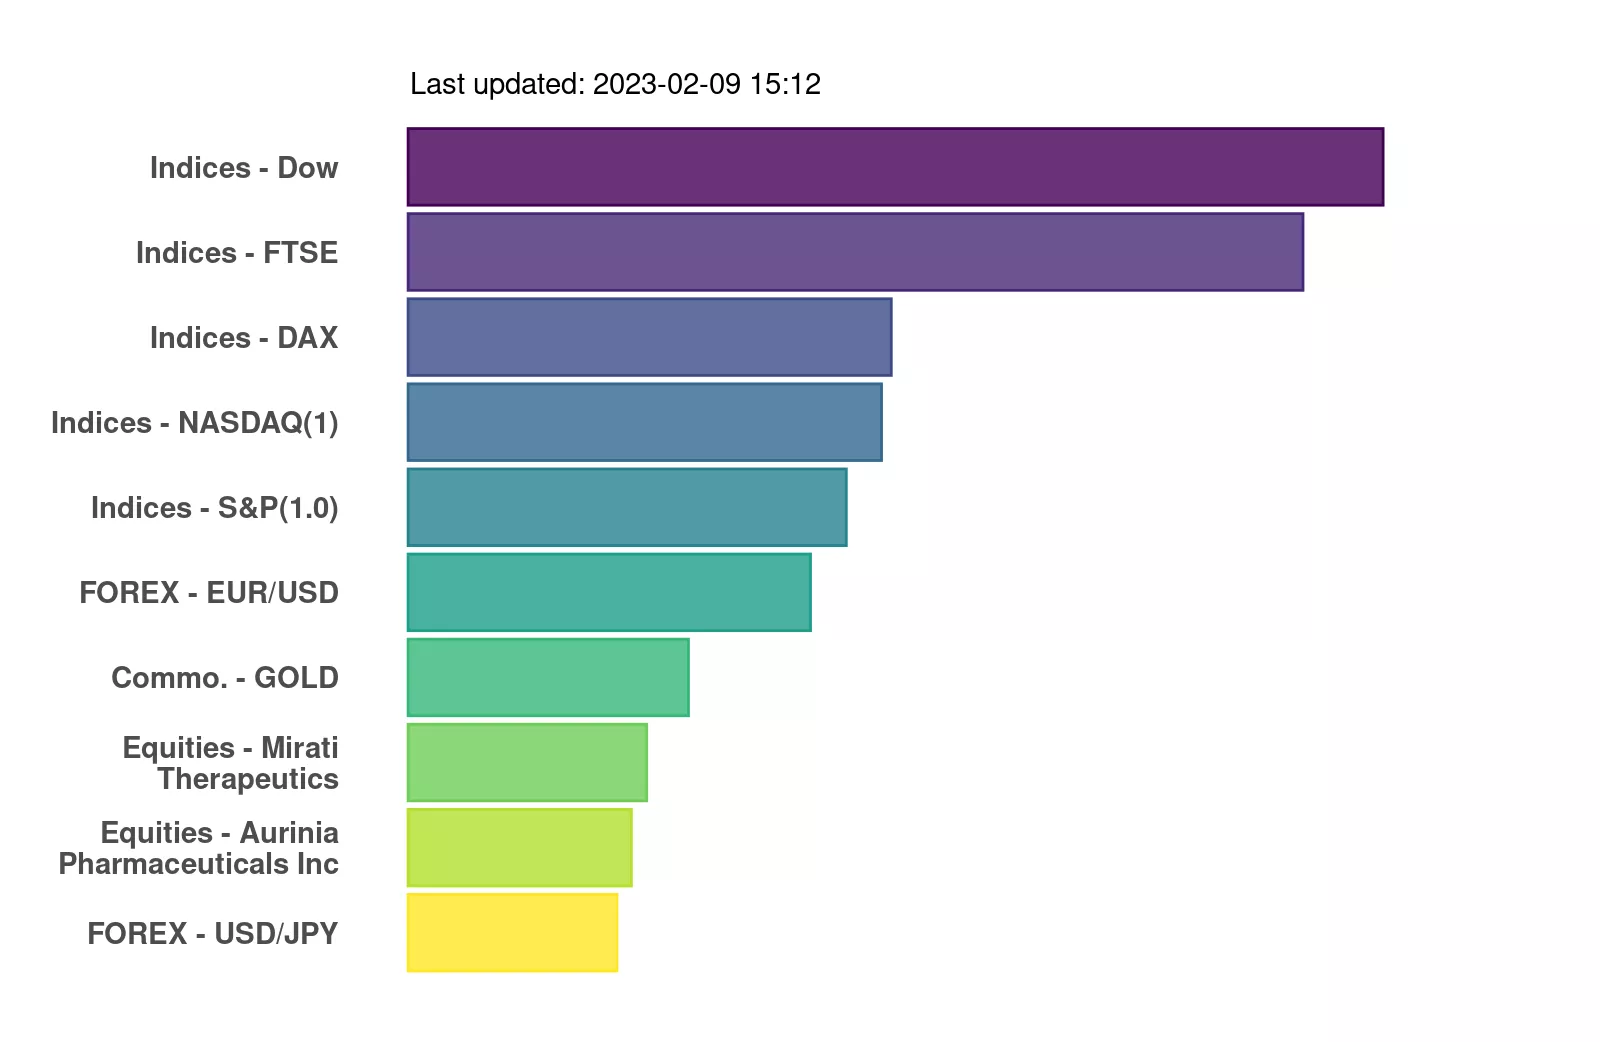 Last updated: 2023-02-09 15:12
Indices - Dow
Indices - FTSE
Indices - DAX
Indices - NASDAQ(1)
Indices - S&P(1.0)
FOREX - EUR/USD
Commo. - GOLD
Equities - Mirati
Therapeutics
Equities - Aurinia
Pharmaceuticals Inc
FOREX - USD/JPY